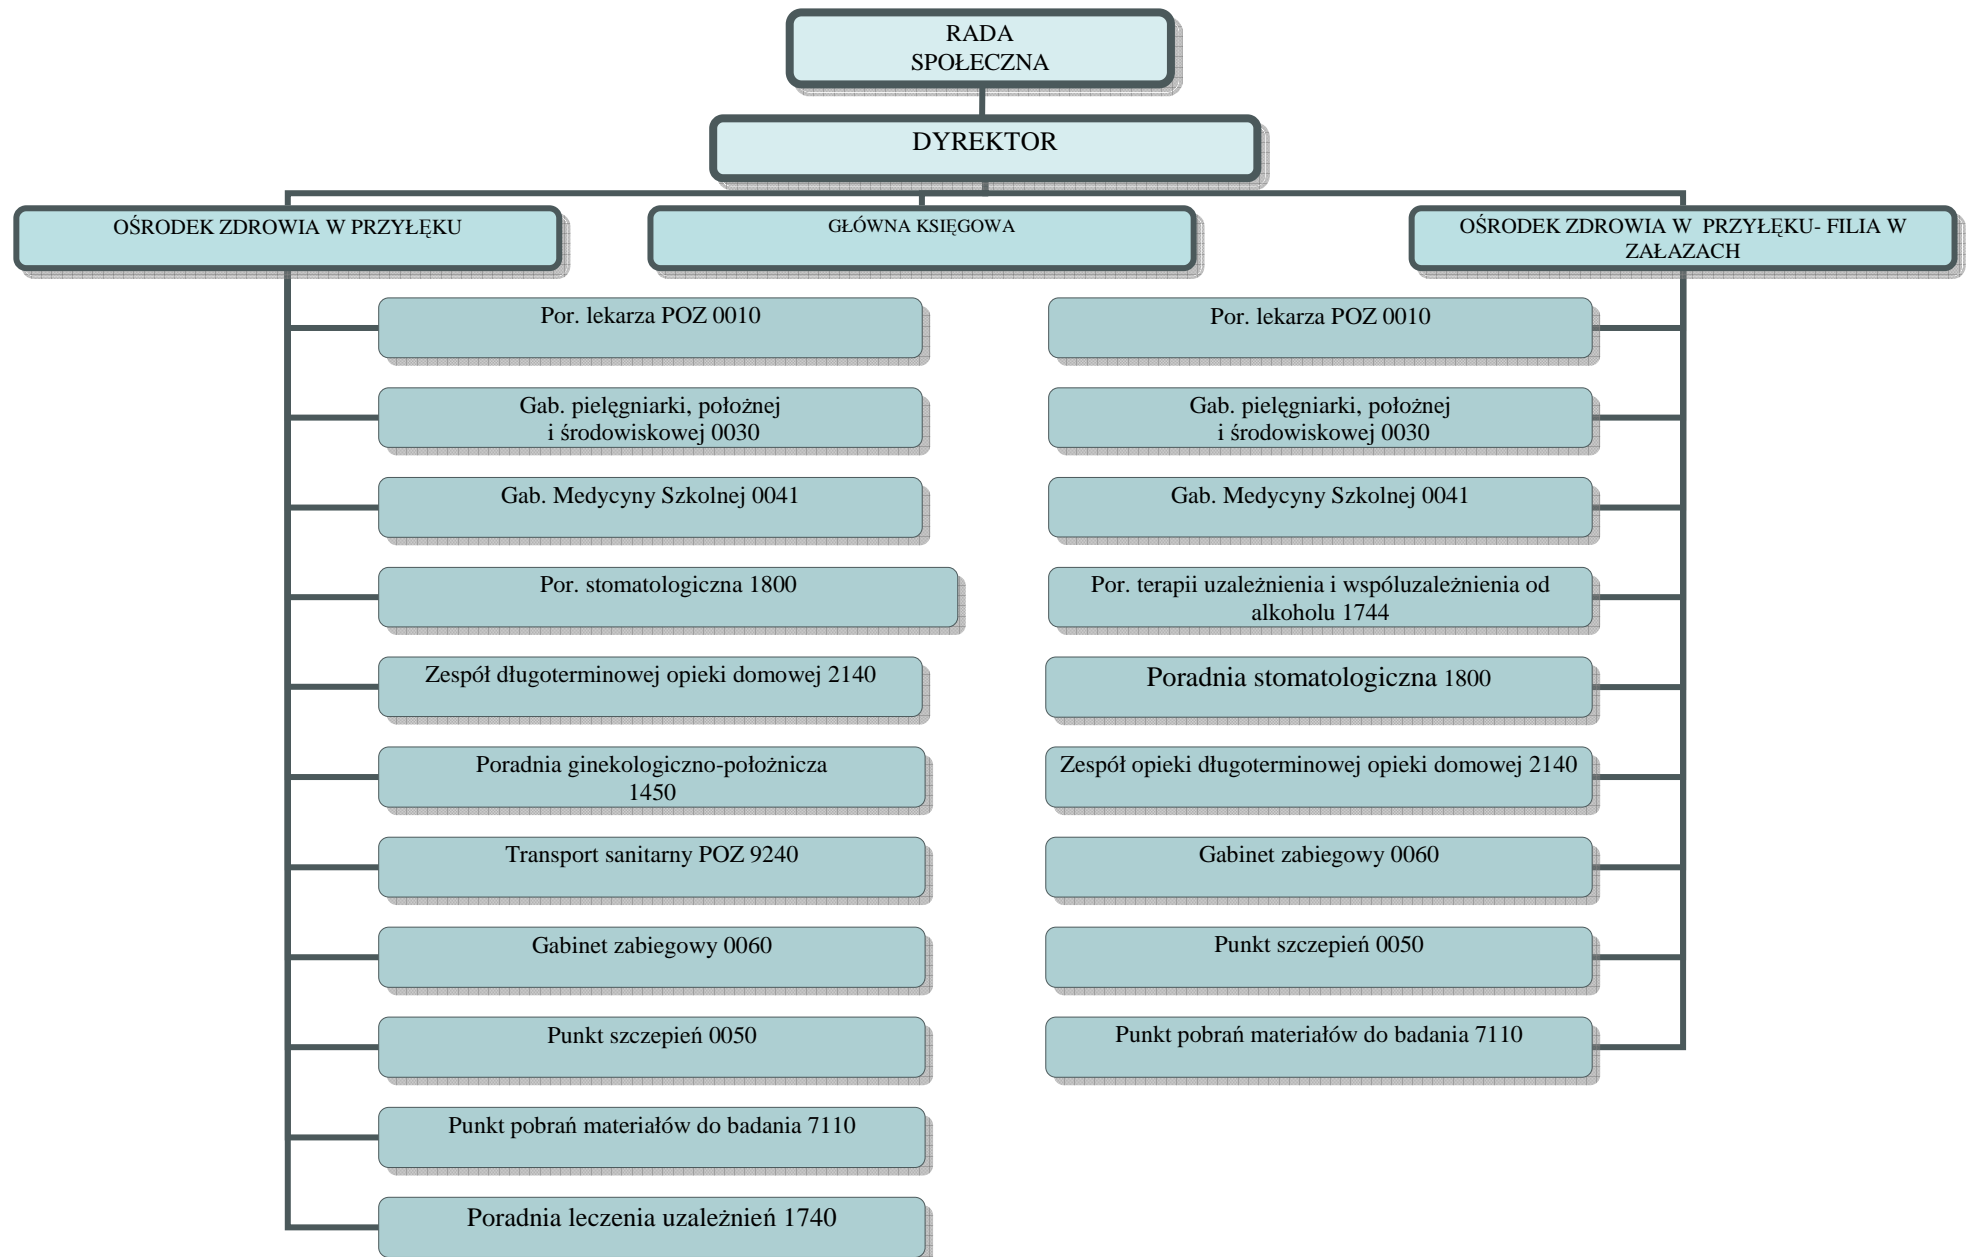 RADA
SPOŁECZNA
DYREKTOR
OŚRODEK ZDROWIA W PRZYŁĘKU
GŁÓWNA KSIĘGOWA
OŚRODEK ZDROWIA W PRZYŁĘKU- FILIA W
ZAŁAZACH
Por. lekarza POZ 0010
Gab. pielęgniarki, położnej
i środowiskowej 0030
Gab. Medycyny Szkolnej 0041
Por. stomatologiczna 1800
Zespół długoterminowej opieki domowej 2140
Poradnia ginekologiczno-położnicza
1450
Transport sanitarny POZ 9240
Gabinet zabiegowy 0060
Punkt szczepień 0050
Punkt pobrań materiałów do badania 7110
Poradnia leczenia uzależnień 1740
Por. lekarza POZ 0010
Gab. pielęgniarki, położnej
i środowiskowej 0030
Gab. Medycyny Szkolnej 0041
Por. terapii uzależnienia i wspóluzależnienia od
alkoholu 1744
Poradnia stomatologiczna 1800
Zespół opieki długoterminowej opieki domowej 2140
Gabinet zabiegowy 0060
Punkt szczepień 0050
Punkt pobrań materiałów do badania 7110